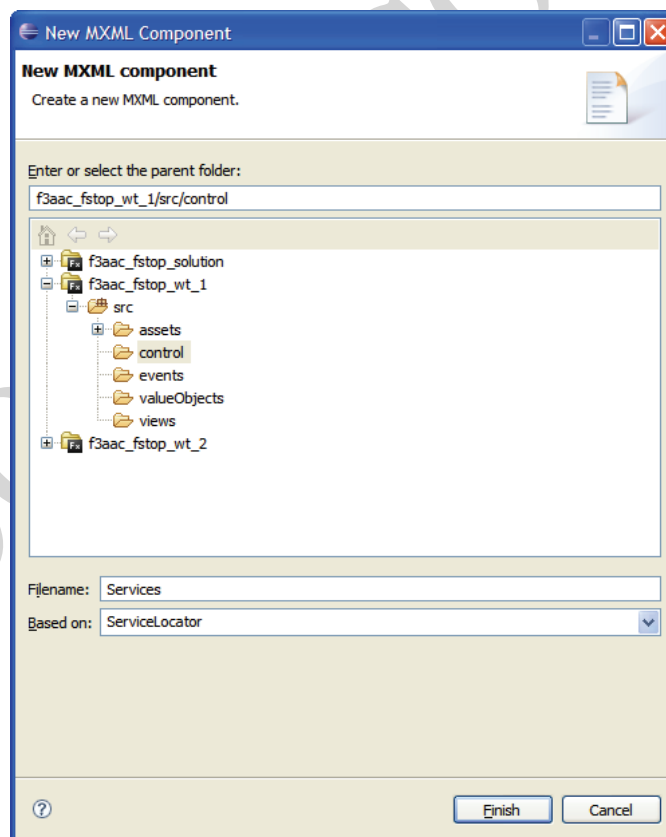 New MXML Component
New MXML component
Create a new MXML component.
Enter or select the parent folder:
f3aac_fstop_wt_1/src/control
f3aac_fstop_solution
f3aac_fstop_wt_1
src
assets
control
events
valueObjects
views
f3aac_fstop_wt_2
Filename: Services
Based on: ServiceLocator
Finish Cancel